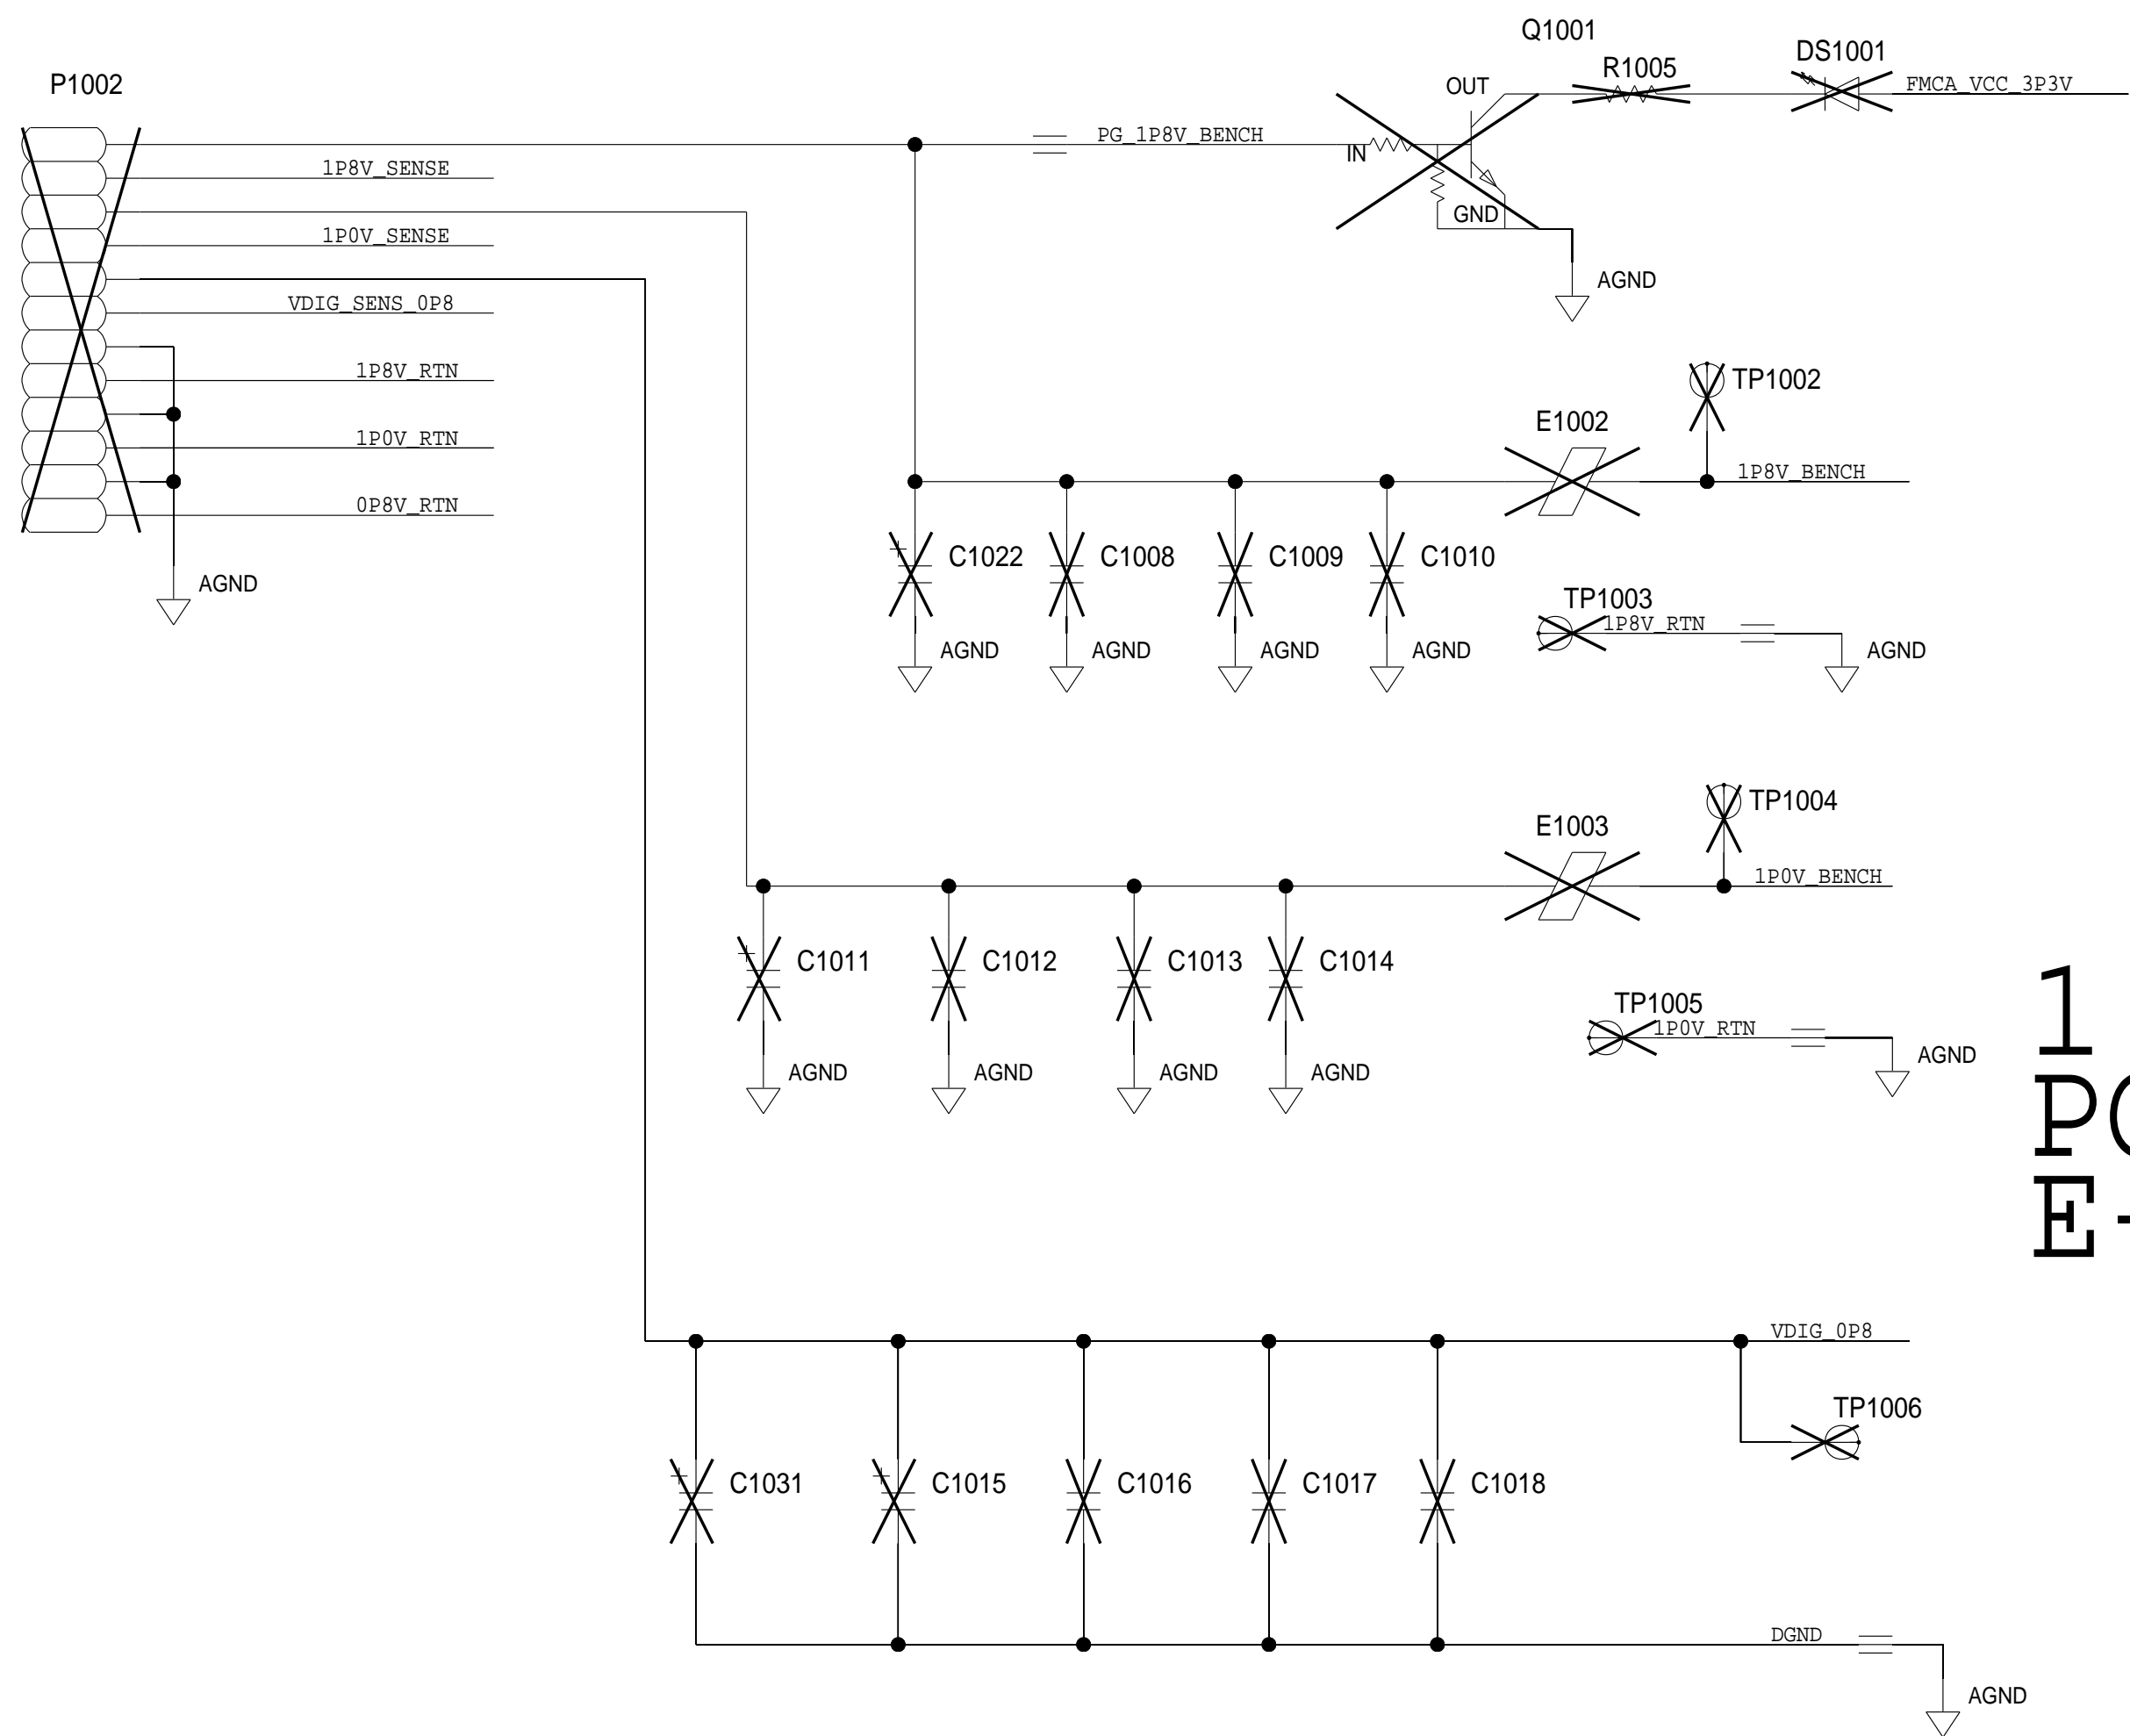 Q1001
P1002
R1005
DS1001
OUT
FMCA_VCC_3P3V
PG_1P8V_BENCH
IN
1P8V_SENSE
GND
1P0V_SENSE
AGND
VDIG_SENS_0P8
1P8V_RTN
TP1002
E1002
1P0V_RTN
1P8V_BENCH
0P8V_RTN
C1022
C1008
C1009
C1010
AGND
TP1003
1P8V_RTN
AGND
AGND
AGND
AGND
AGND
TP1004
E1003
1P0V_BENCH
C1011
C1012
C1013
C1014
TP1005
1P0V_RTN
AGND
AGND
AGND
AGND
AGND
1
E-
VDIG_0P8
TP1006
C1031
C1015
C1016
C1017
C1018
DGND
AGND